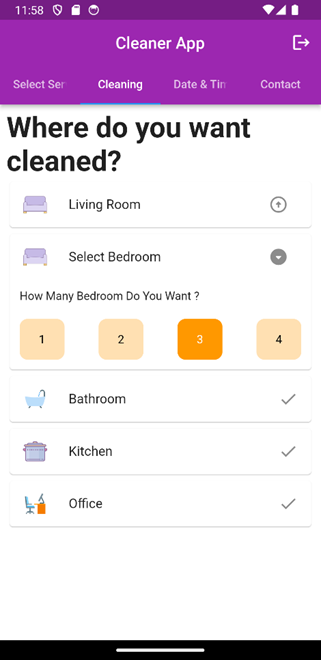 11:58
Cleaner App
Select Ser
Cleaning
Date & Tin
Contact
Where do you want
cleaned?
Living Room
Select Bedroom
How Many Bedroom Do You Want ?
1 2 3 4
Bathroom
Kitchen
Office